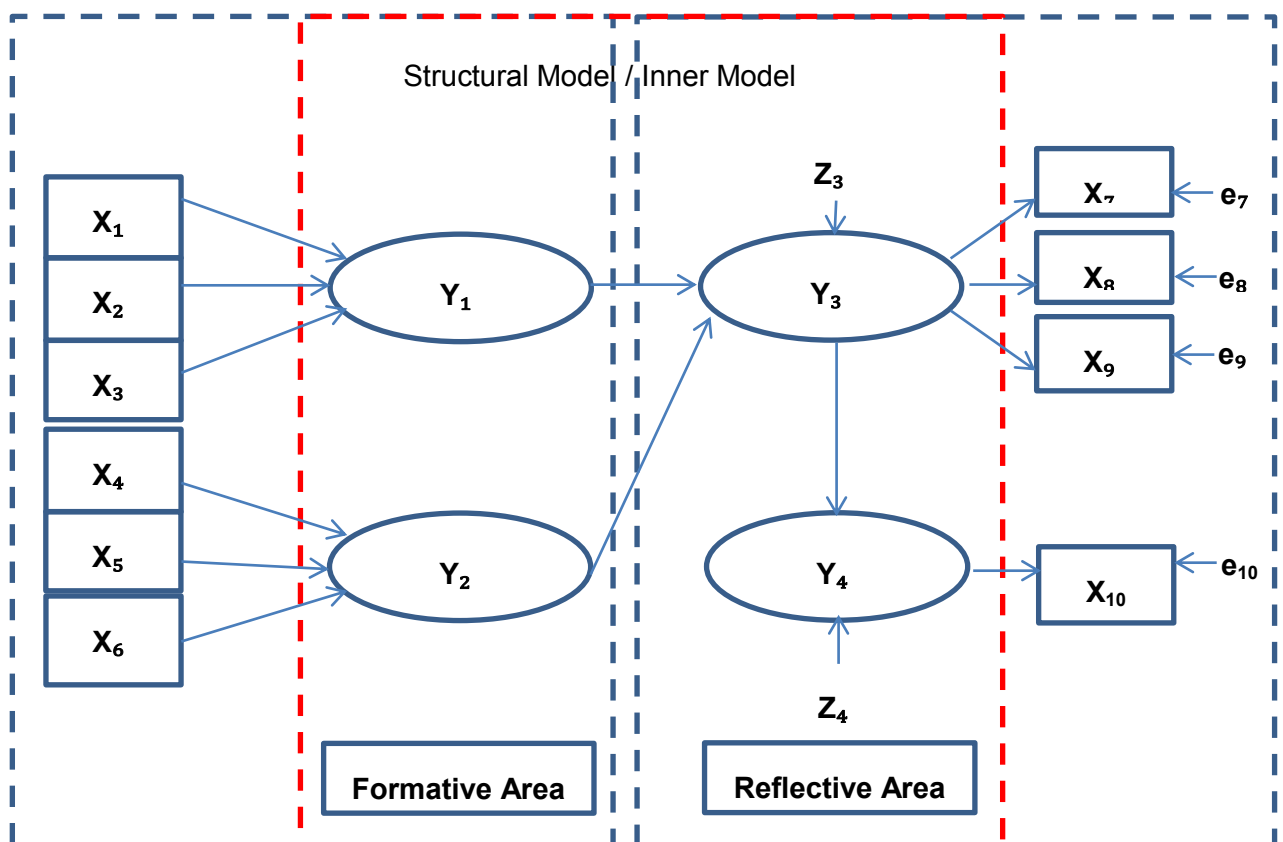 Structural Model / Inner Model
X₁
X₂
X₃
X₄
X₅
X₆
Y₁
Y₂
Z₃
Y₃
Y₄
Z₄
X₇
X₈
X₉
X₁₀
e₇
e₈
e₉
e₁₀
Formative Area
Reflective Area